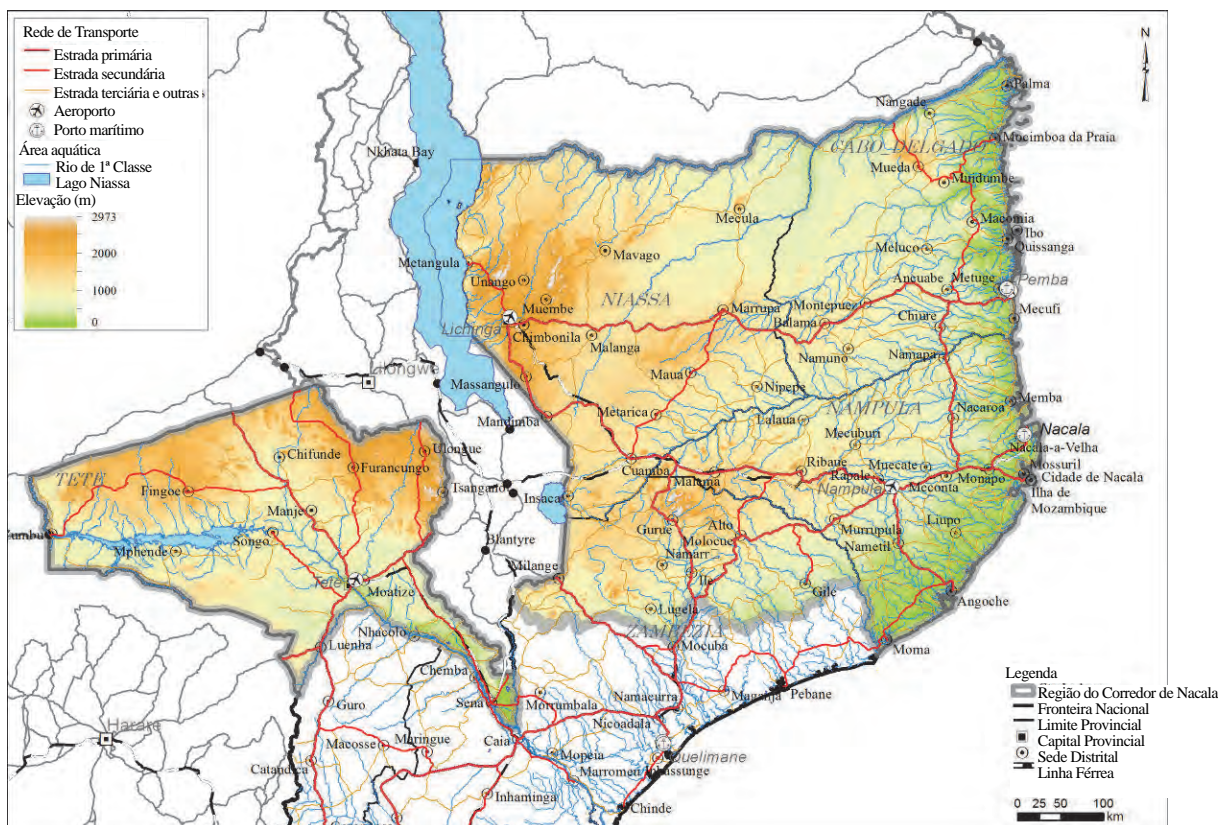 Rede de Transporte
Estrada primária
Estrada secundária
Estrada terciária e outras
Aeroporto
Porto marítimo
Área aquática
Rio de 1ª Classe
Lago Niassa
Elevação (m)
2973
2000
1000
0
N
Palma
Nangade
Mocimboa da Praia
CABO DELGADO
Nkhata Bay
Mueda
Muidumbe
Mecula
Macomia
Ibo
Quissanga
Metangula
Mavago
Meluco
Unango
Ancuabe
Metuge
Pemba
Muembe
NIASSA
Marrupa
Montepuez
Mecufi
Lichinga
Chimbonila
Balama
Chiure
Malanga
Namuno
Namapa
Lilongwe
Massangulo
Maua
Nipepe
Memba
Mandimba
Metarica
Lalaua
NAMPULA
Nacaroa
Mecuburi
Nacala
Ulongue
Nacala-a-Velha
Chifunde
Furancungo
Cuamba
Malema
Ribaue
Muecate
Mossuril
TETE
Tsangano
Insaca
Rapale
Meconta
Monapo
Cidade de Nacala
Fingoe
Nampula
Ilha de
Mozambique
Manje
Gurue
Alto
Molocue
Murrupula
Liupo
Zumbu
Songo
Blantyre
Nametil
Mphende
Namarr
Milange
Ile
Tete
Moatize
Gile
Angoche
Lugela
Nhacolo
ZAMBEZIA
Luenha
Mocuba
Moma
Chemba
Legenda
Região do Corredor de Nacala
Fronteira Nacional
Limite Provincial
Capital Provincial
Sede Distrital
Linha Férrea
0 25 50 100
km
Namacurra
Maganja
Pebane
Guro
Sena
Morrumbala
Harare
Nicoadala
Macosse
Maringue
Caia
Mopeia
Quelimane
Catandica
Marromeu
Inhassunge
Inhaminga
Chinde